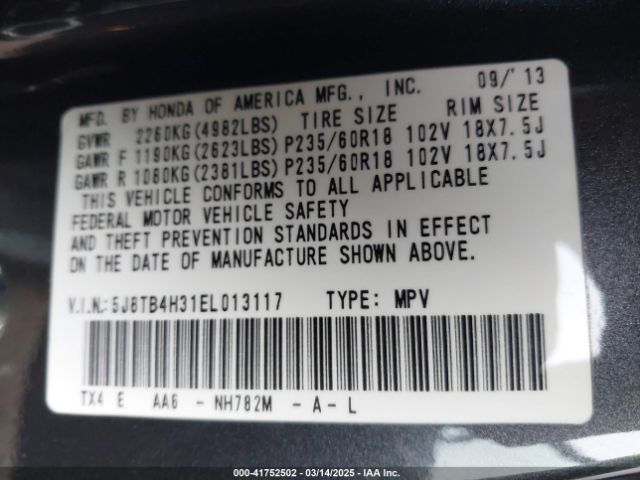 MFD. BY HONDA OF AMERICA MFG., INC. 09/'13
GVWR 2260KG(4982LBS) TIRE SIZE RIM SIZE
GAWR F 1190KG(2623LBS) P235/60R18 102V 18X7.5J
GAWR R 1080KG(2381LBS) P235/60R18 102V 18X7.5J
THIS VEHICLE CONFORMS TO ALL APPLICABLE
FEDERAL MOTOR VEHICLE SAFETY
AND THEFT PREVENTION STANDARDS IN EFFECT
ON THE DATE OF MANUFACTURE SHOWN ABOVE.
V.I.N.: 5J8TB4H31EL013117 TYPE: MPV
TX4 E AA6 - NH782M - A - L
000-41752502 — 03/14/2025 — IAA Inc.